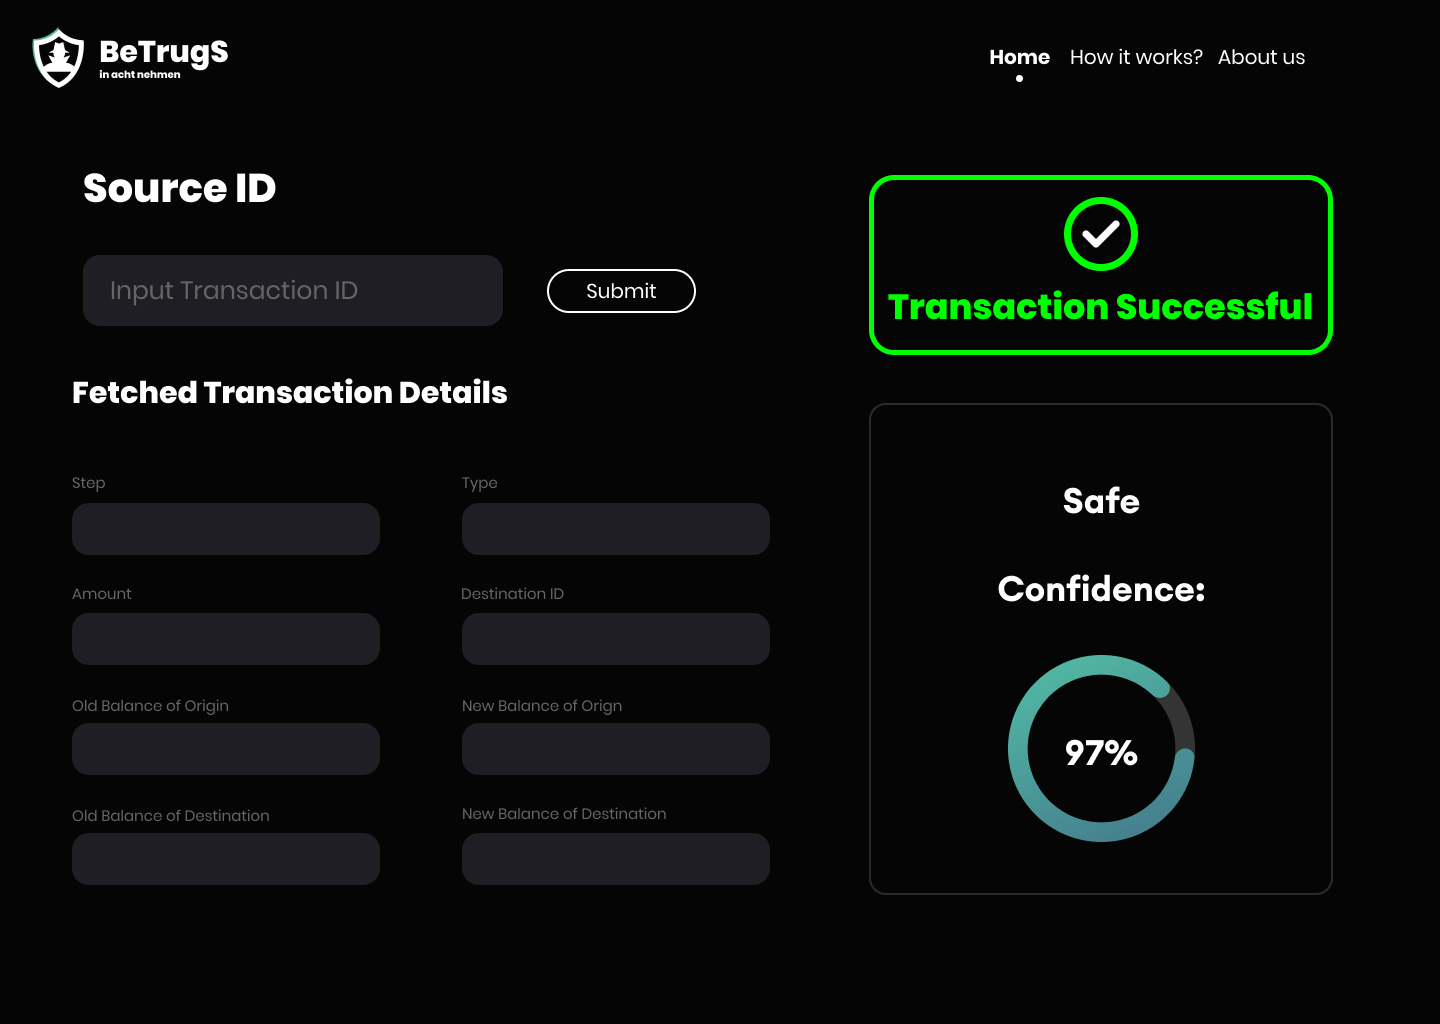 BeTrugS
in acht nehmen
Home How it works? About us
Source ID
Input Transaction ID
Submit
Fetched Transaction Details
Step
Type
Amount
Destination ID
Old Balance of Origin
New Balance of Orign
Old Balance of Destination
New Balance of Destination
Transaction Successful
Safe
Confidence:
97%